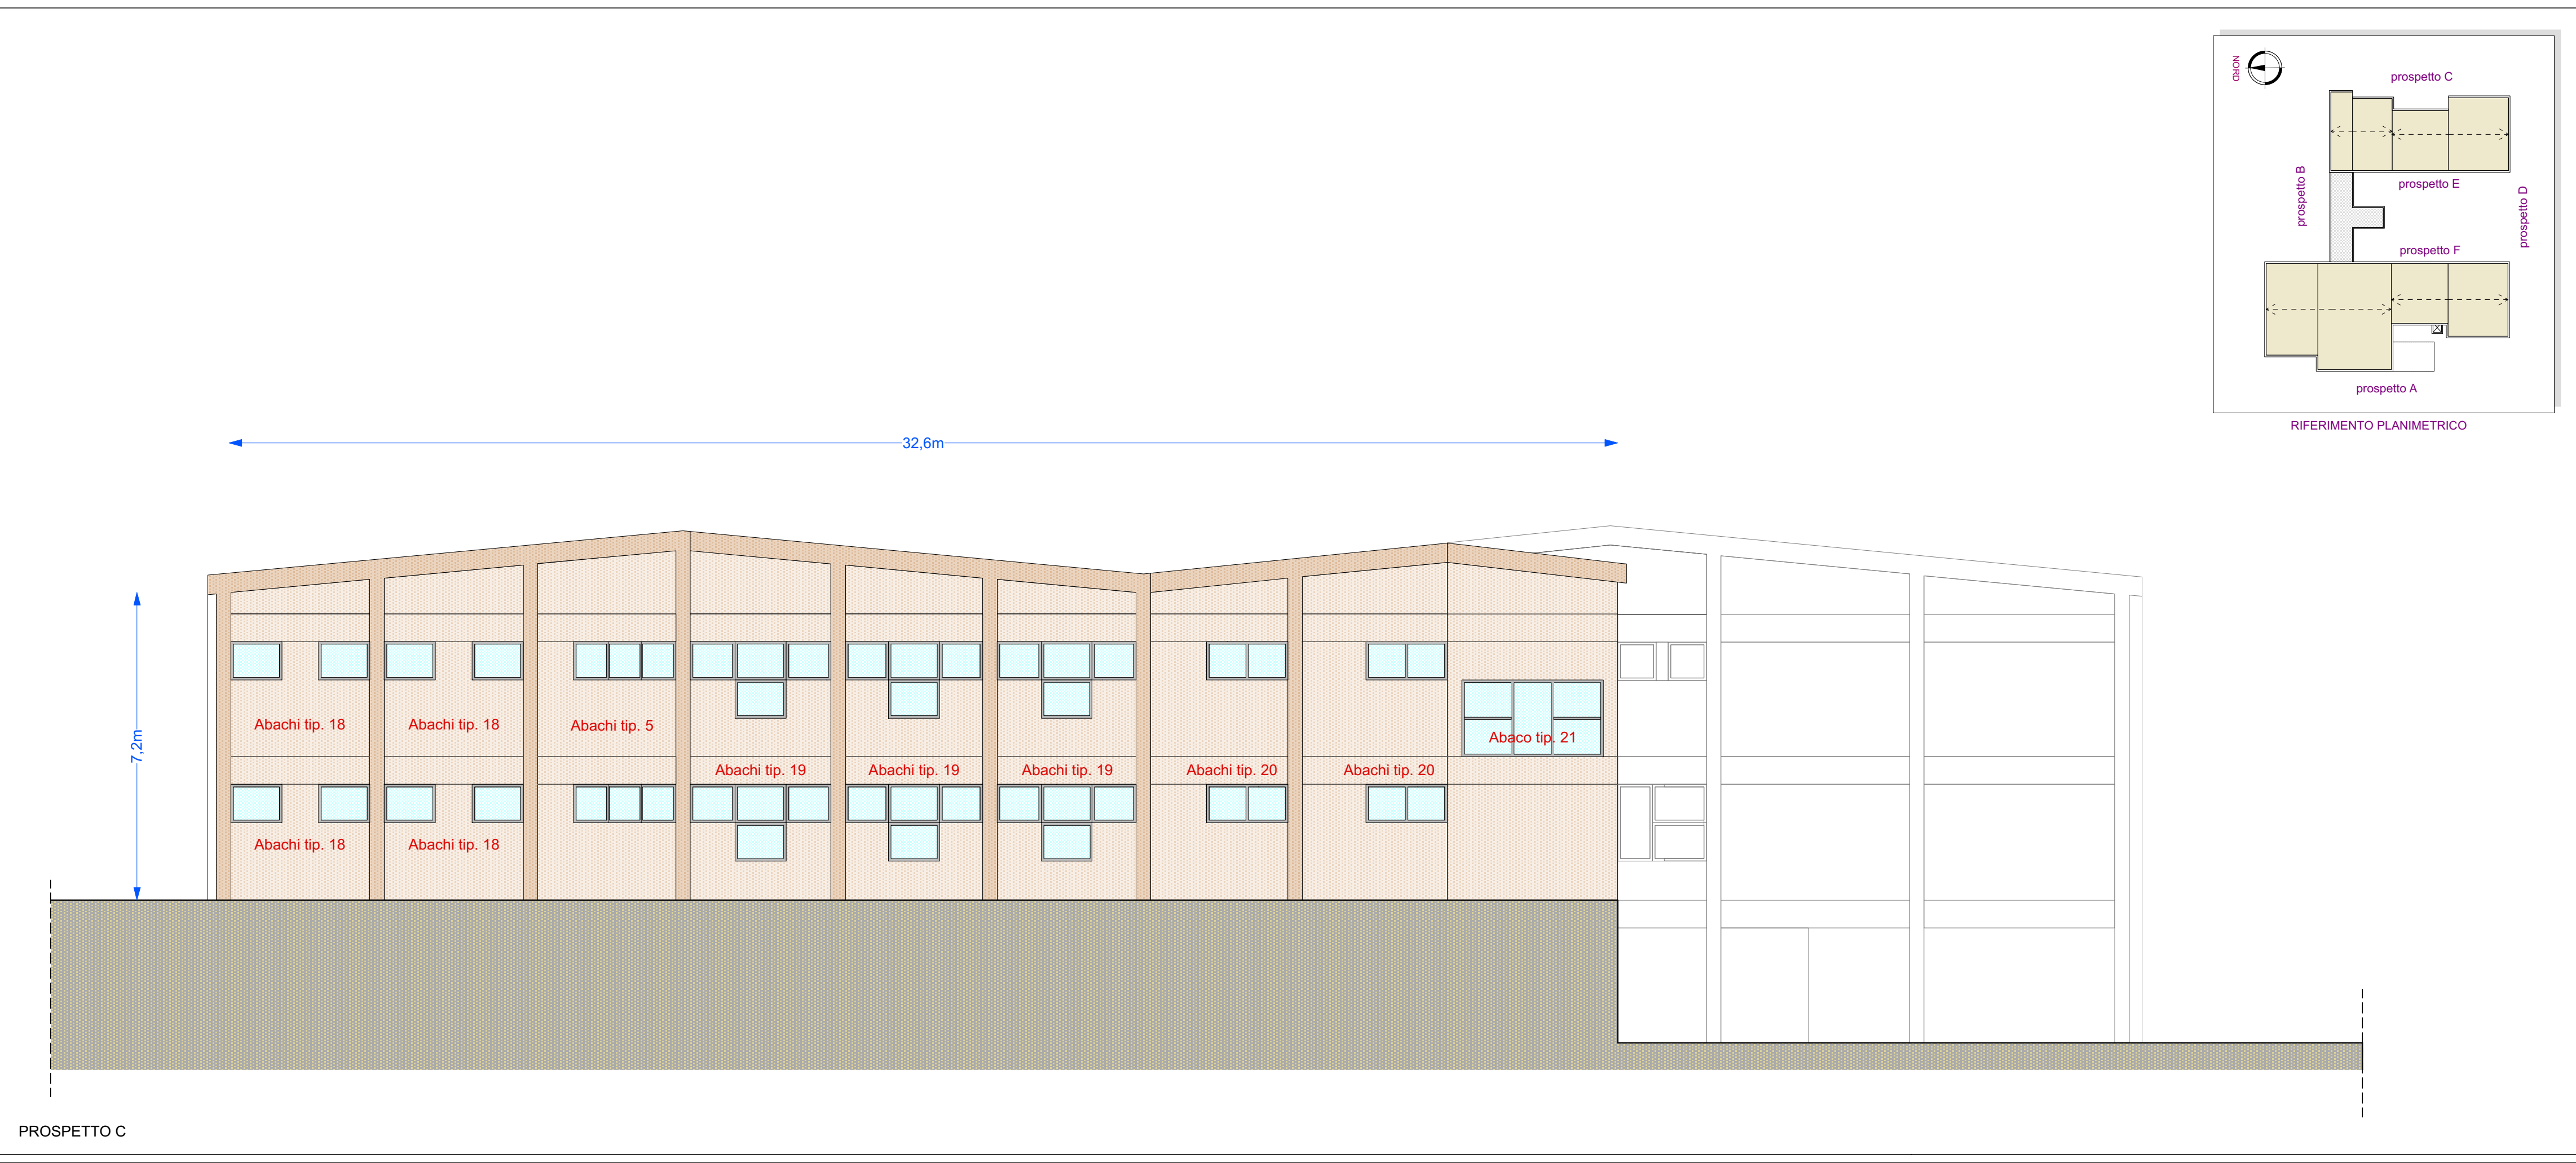 NORD
prospetto C
prospetto B
prospetto E
prospetto D
prospetto F
prospetto A
RIFERIMENTO PLANIMETRICO
32,6m
7,2m
Abachi tip. 18
Abachi tip. 18
Abachi tip. 5
Abaco tip. 21
Abachi tip. 19
Abachi tip. 19
Abachi tip. 19
Abachi tip. 20
Abachi tip. 20
Abachi tip. 18
Abachi tip. 18
PROSPETTO C